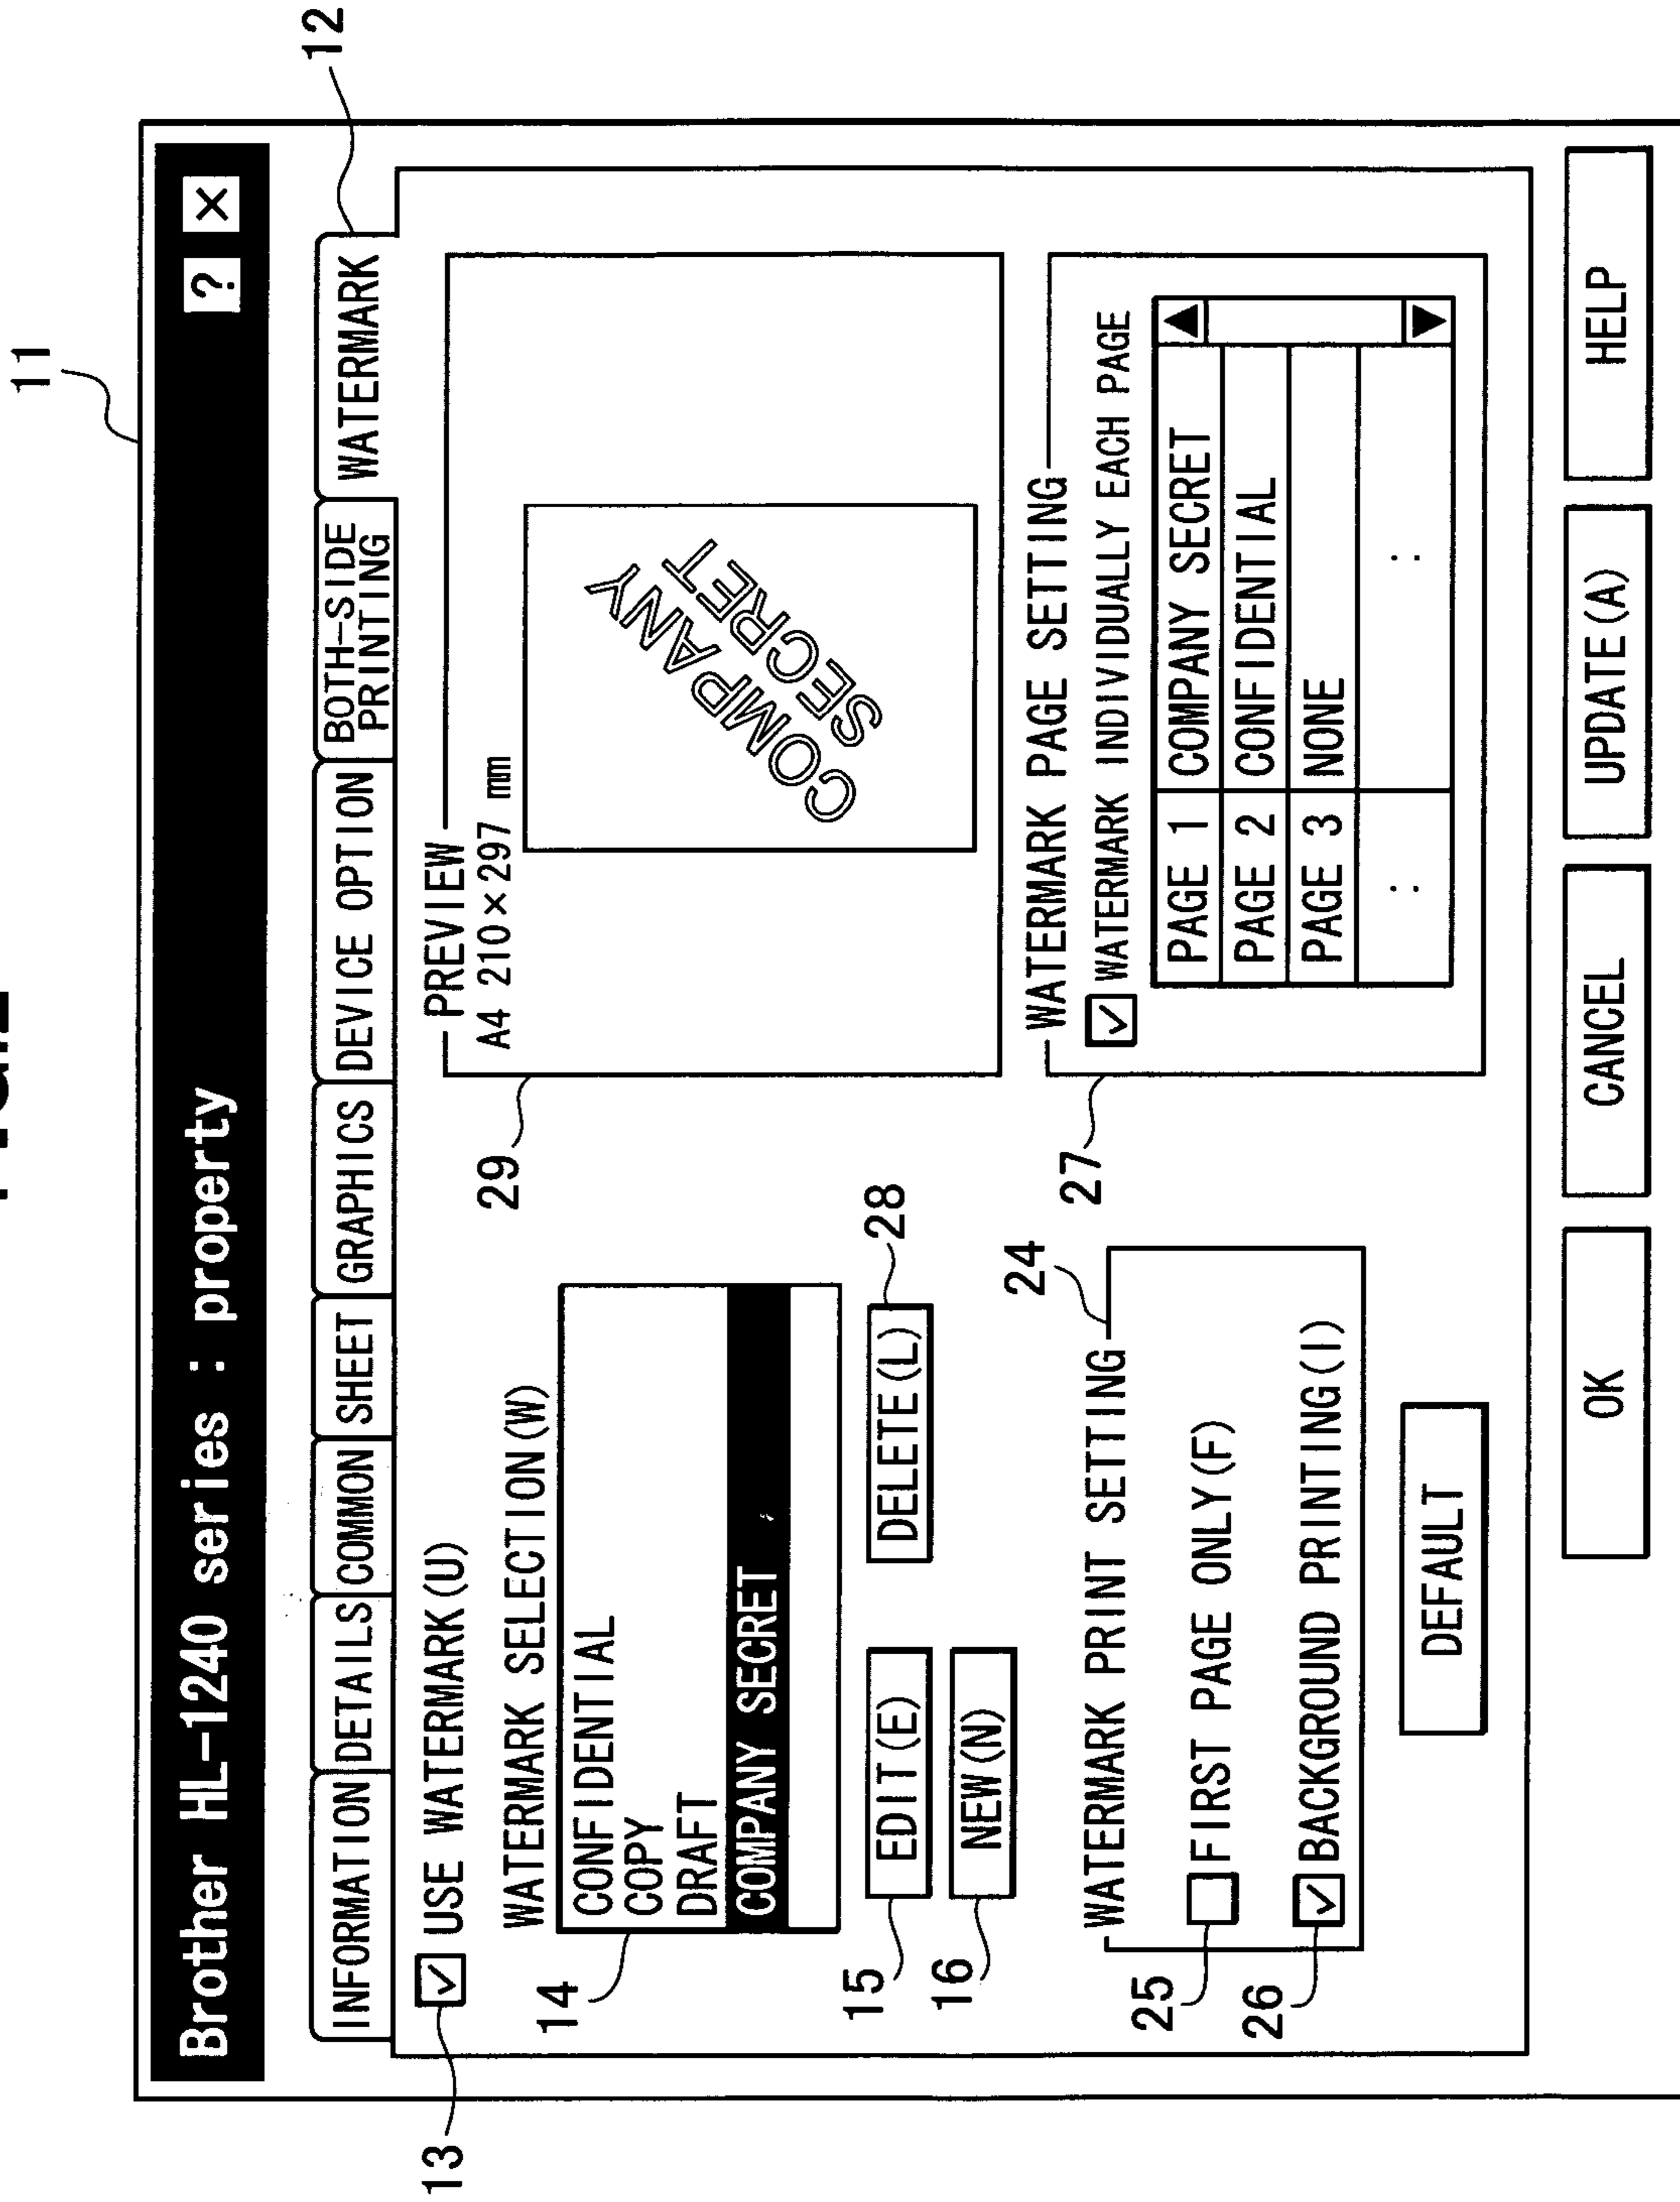 11
Brother HL-1240 series : property ? ×
12
INFORMATION DETAILS COMMON SHEET GRAPHICS DEVICE OPTION BOTH-SIDE PRINTING WATERMARK
13
USE WATERMARK(U)
WATERMARK SELECTION(W)
14
CONFIDENTIAL
COPY
DRAFT
COMPANY SECRET
15
EDIT(E)
DELETE(L)
28
16
NEW(N)
WATERMARK PRINT SETTING
24
25
FIRST PAGE ONLY(F)
26
BACKGROUND PRINTING(I)
DEFAULT
PREVIEW
A4 210×297 mm
29
COMPANY
SECRET
WATERMARK PAGE SETTING
27
WATERMARK INDIVIDUALLY EACH PAGE
PAGE 1 COMPANY SECRET
PAGE 2 CONFIDENTIAL
PAGE 3 NONE
: :
OK CANCEL UPDATE(A) HELP